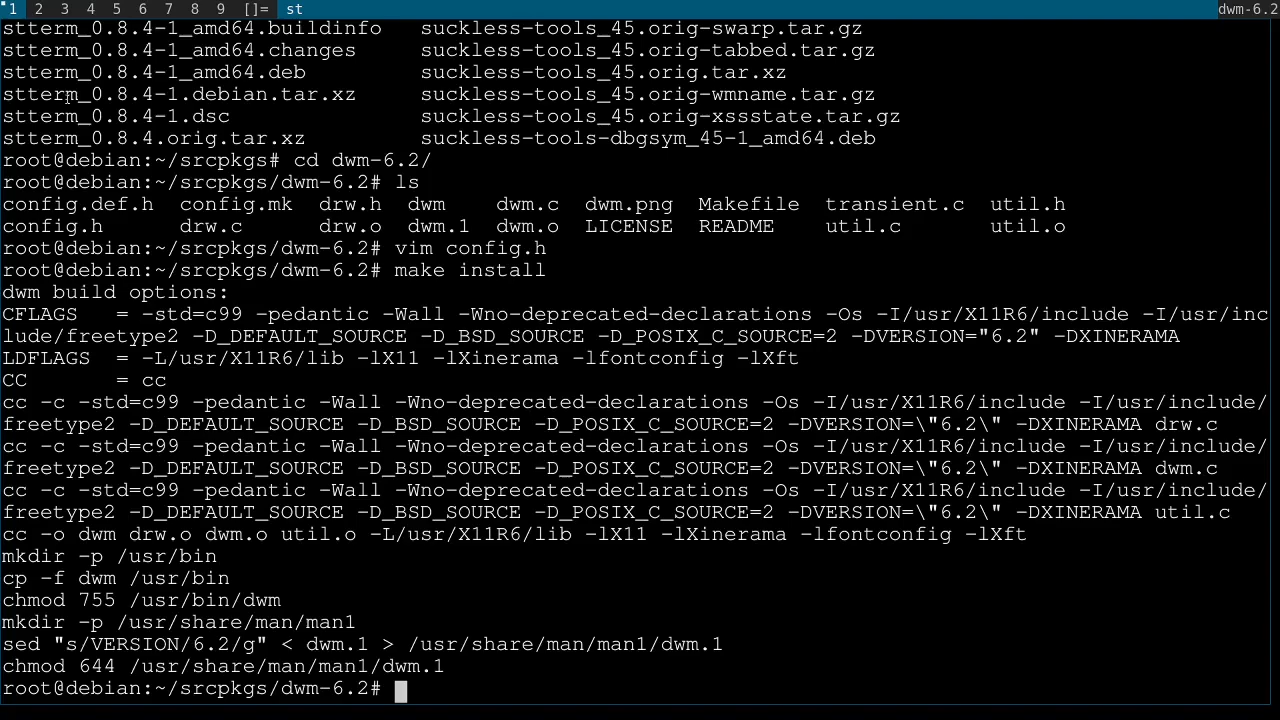 1 2 3 4 5 6 7 8 9 []= st dwm-6.2
stterm_0.8.4-1_amd64.buildinfo suckless-tools_45.orig-swarp.tar.gz
stterm_0.8.4-1_amd64.changes suckless-tools_45.orig-tabbed.tar.gz
stterm_0.8.4-1_amd64.deb suckless-tools_45.orig.tar.xz
stterm_0.8.4-1.debian.tar.xz suckless-tools_45.orig-wmname.tar.gz
stterm_0.8.4-1.dsc suckless-tools_45.orig-xssstate.tar.gz
stterm_0.8.4.orig.tar.xz suckless-tools-dbgsym_45-1_amd64.deb
root@debian:~/srcpkgs# cd dwm-6.2/
root@debian:~/srcpkgs/dwm-6.2# ls
config.def.h config.mk drw.h dwm dwm.c dwm.png Makefile transient.c util.h
config.h drw.c drw.o dwm.1 dwm.o LICENSE README util.c util.o
root@debian:~/srcpkgs/dwm-6.2# vim config.h
root@debian:~/srcpkgs/dwm-6.2# make install
dwm build options:
CFLAGS = -std=c99 -pedantic -Wall -Wno-deprecated-declarations -Os -I/usr/X11R6/include -I/usr/inc
lude/freetype2 -D_DEFAULT_SOURCE -D_BSD_SOURCE -D_POSIX_C_SOURCE=2 -DVERSION="6.2" -DXINERAMA
LDFLAGS = -L/usr/X11R6/lib -lX11 -lXinerama -lfontconfig -lXft
CC = cc
cc -c -std=c99 -pedantic -Wall -Wno-deprecated-declarations -Os -I/usr/X11R6/include -I/usr/include/
freetype2 -D_DEFAULT_SOURCE -D_BSD_SOURCE -D_POSIX_C_SOURCE=2 -DVERSION=\"6.2\" -DXINERAMA drw.c
cc -c -std=c99 -pedantic -Wall -Wno-deprecated-declarations -Os -I/usr/X11R6/include -I/usr/include/
freetype2 -D_DEFAULT_SOURCE -D_BSD_SOURCE -D_POSIX_C_SOURCE=2 -DVERSION=\"6.2\" -DXINERAMA dwm.c
cc -c -std=c99 -pedantic -Wall -Wno-deprecated-declarations -Os -I/usr/X11R6/include -I/usr/include/
freetype2 -D_DEFAULT_SOURCE -D_BSD_SOURCE -D_POSIX_C_SOURCE=2 -DVERSION=\"6.2\" -DXINERAMA util.c
cc -o dwm drw.o dwm.o util.o -L/usr/X11R6/lib -lX11 -lXinerama -lfontconfig -lXft
mkdir -p /usr/bin
cp -f dwm /usr/bin
chmod 755 /usr/bin/dwm
mkdir -p /usr/share/man/man1
sed "s/VERSION/6.2/g" < dwm.1 > /usr/share/man/man1/dwm.1
chmod 644 /usr/share/man/man1/dwm.1
root@debian:~/srcpkgs/dwm-6.2#